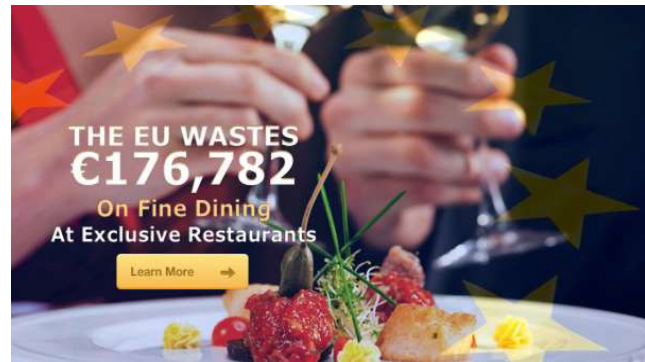 THE EU WASTES
€176,782
On Fine Dining
At Exclusive Restaurants
Learn More